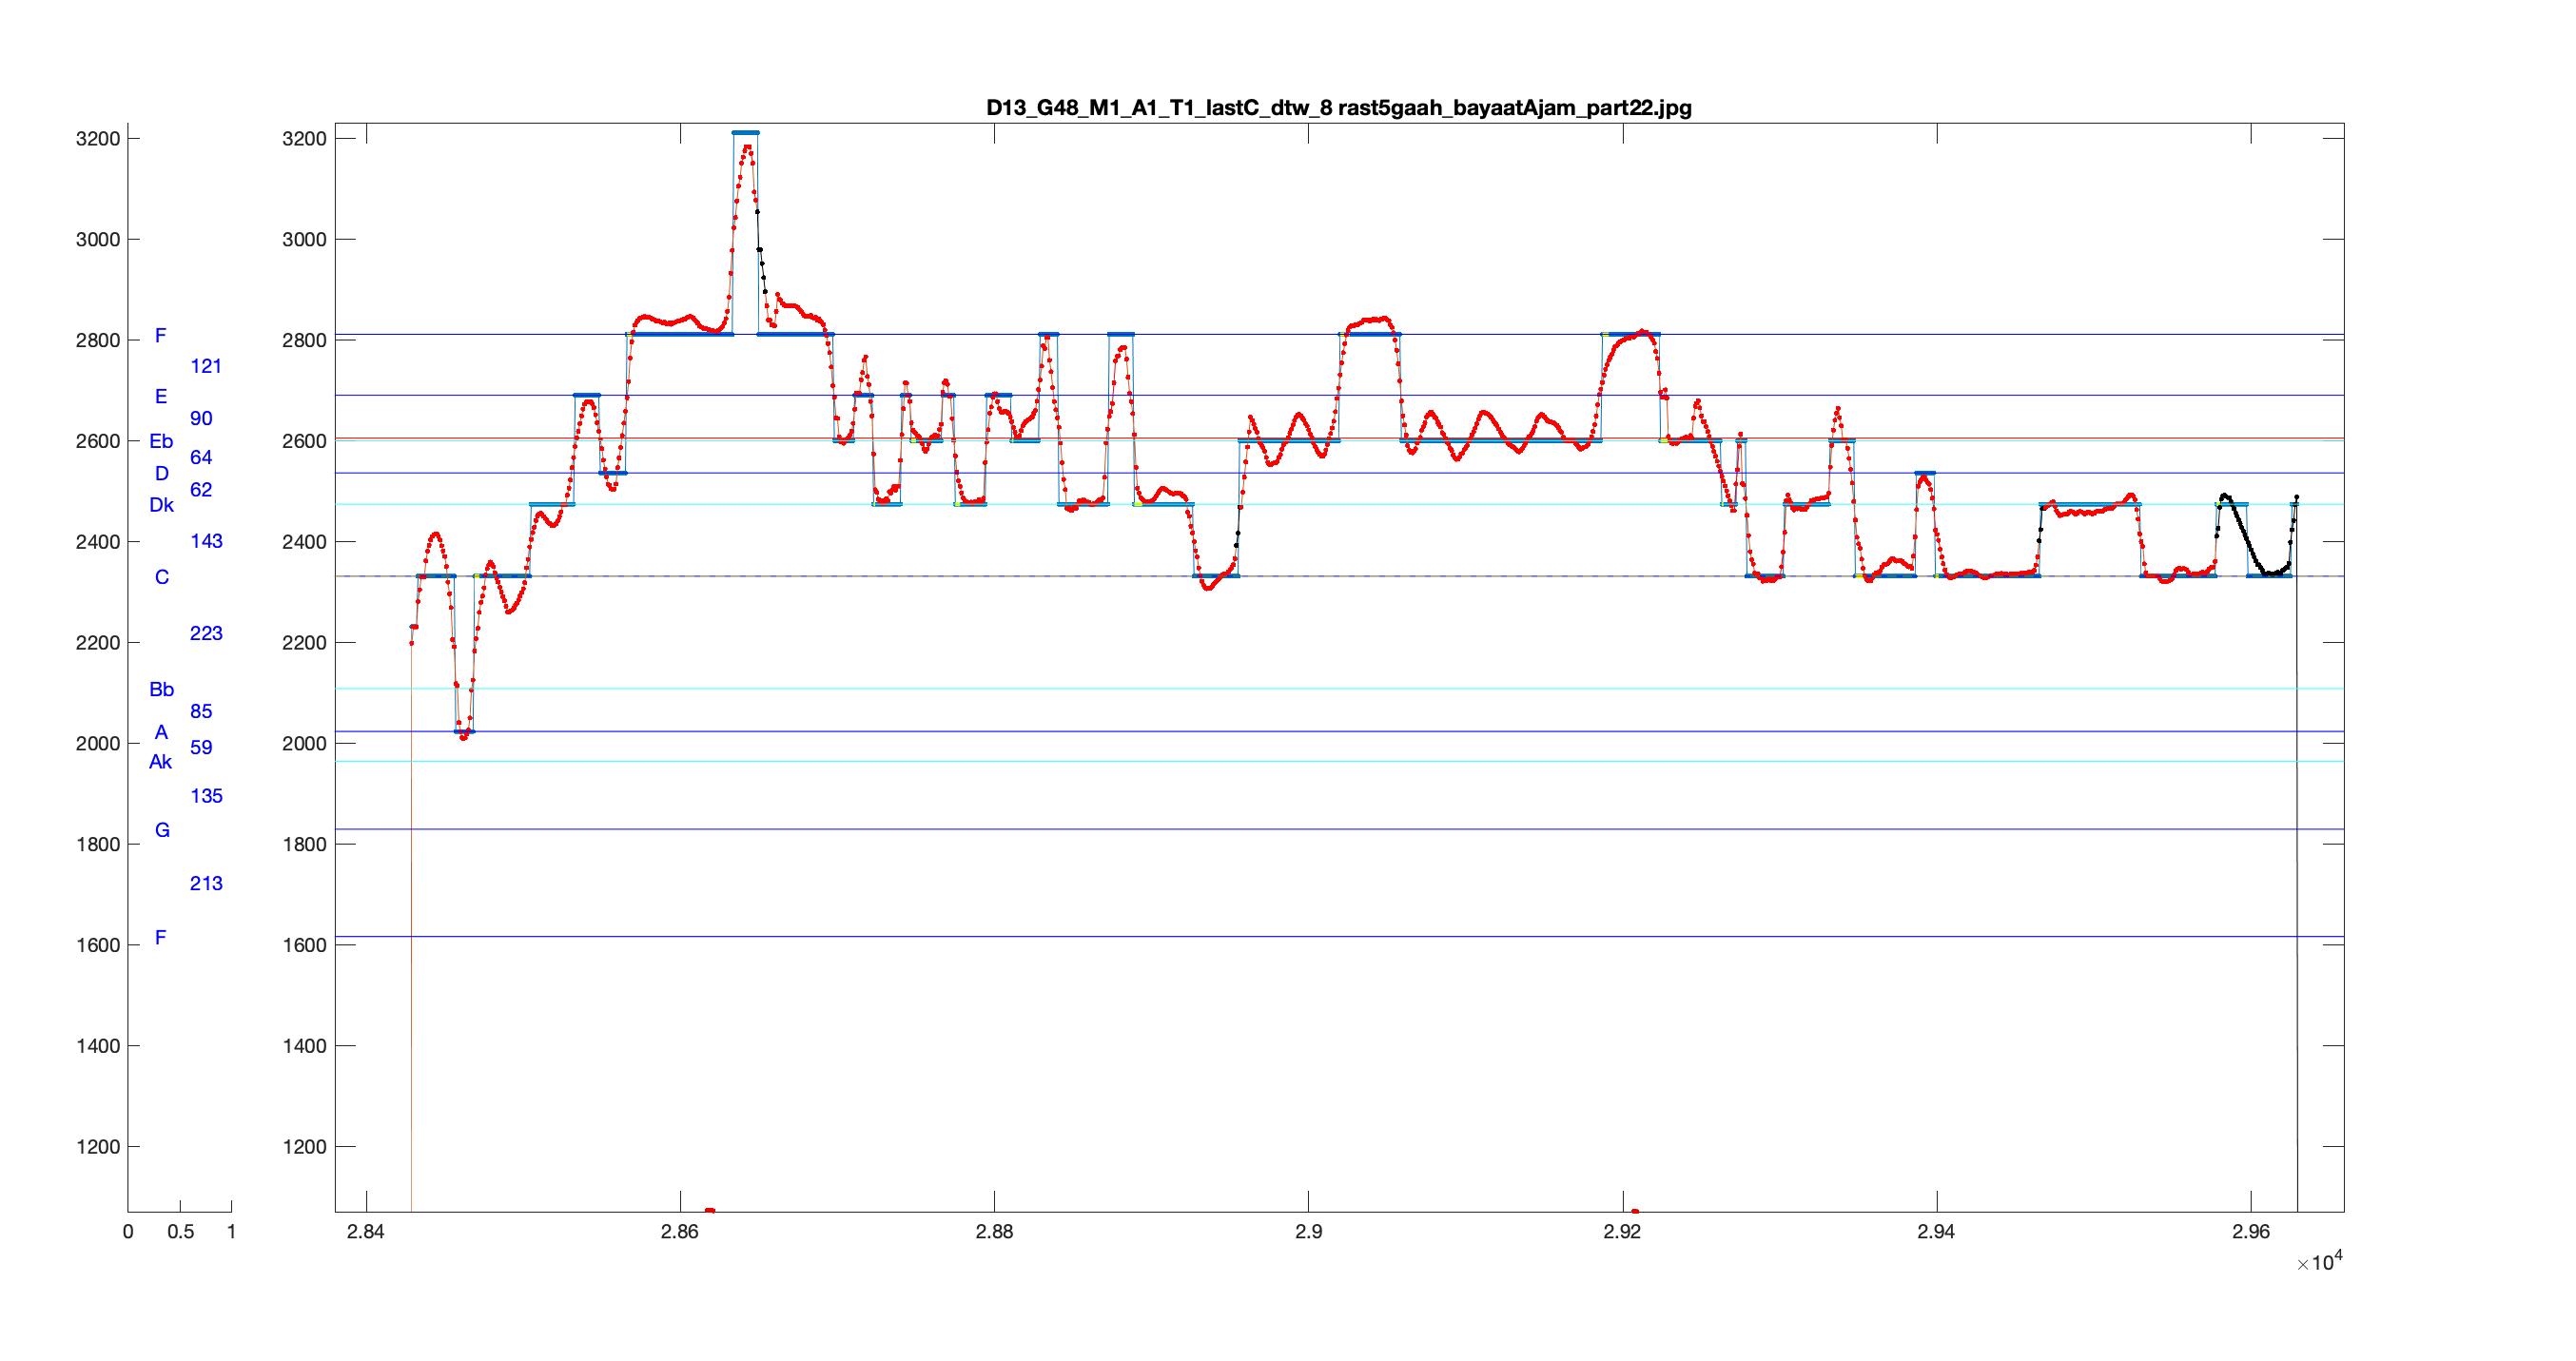 D13_G48_M1_A1_T1_lastC_dtw_8 rast5gaah_bayaatAjam_part22.jpg
3200 3200
3000 3000
2800 F 2800
121
E
90
2600 Eb 2600
64
D
62
Dk
2400 143 2400
C
2200 223 2200
Bb
85
2000 A 2000
59
Ak
135
1800 G 1800
213
1600 F 1600
1400 1400
1200 1200
0 0.5 1 2.84 2.86 2.88 2.9 2.92 2.94 2.96
×10⁴